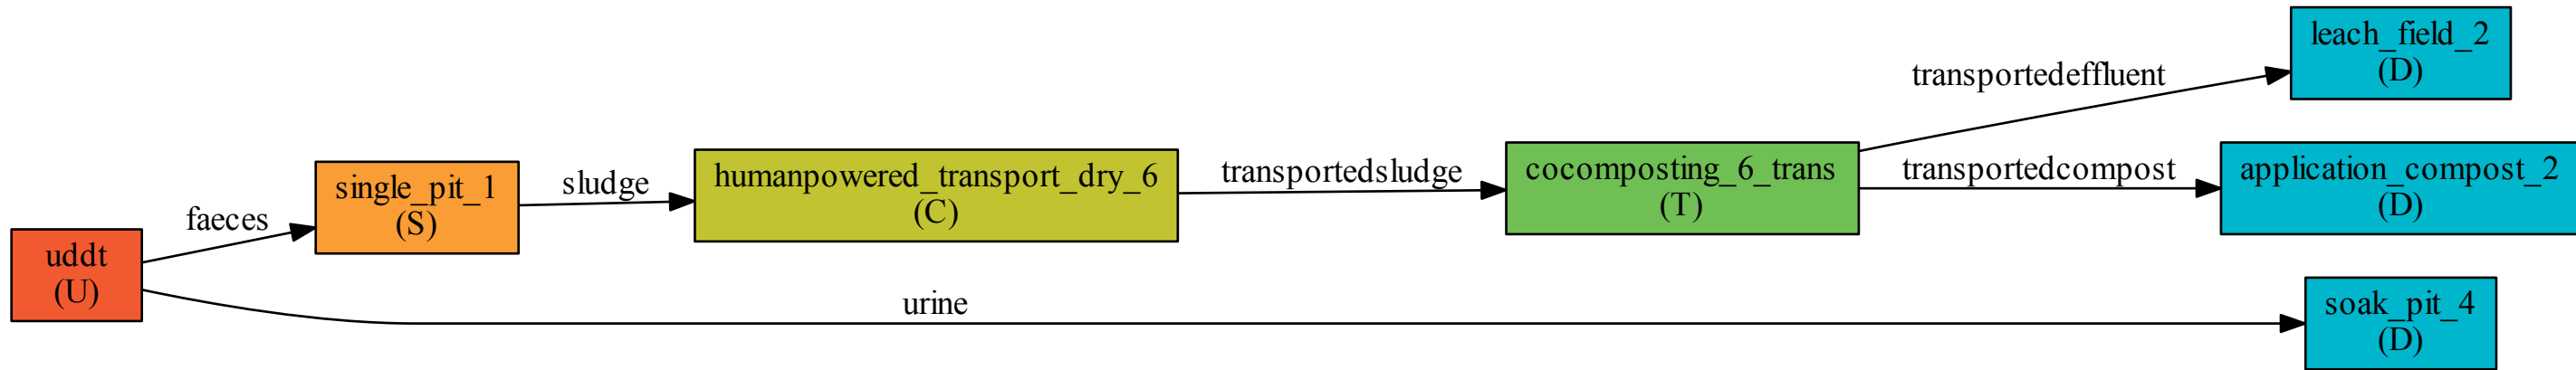 uddt
(U)
faeces
urine
single_pit_1
(S)
sludge
humanpowered_transport_dry_6
(C)
transportedsludge
cocomposting_6_trans
(T)
transportedeffluent
transportedcompost
leach_field_2
(D)
application_compost_2
(D)
soak_pit_4
(D)